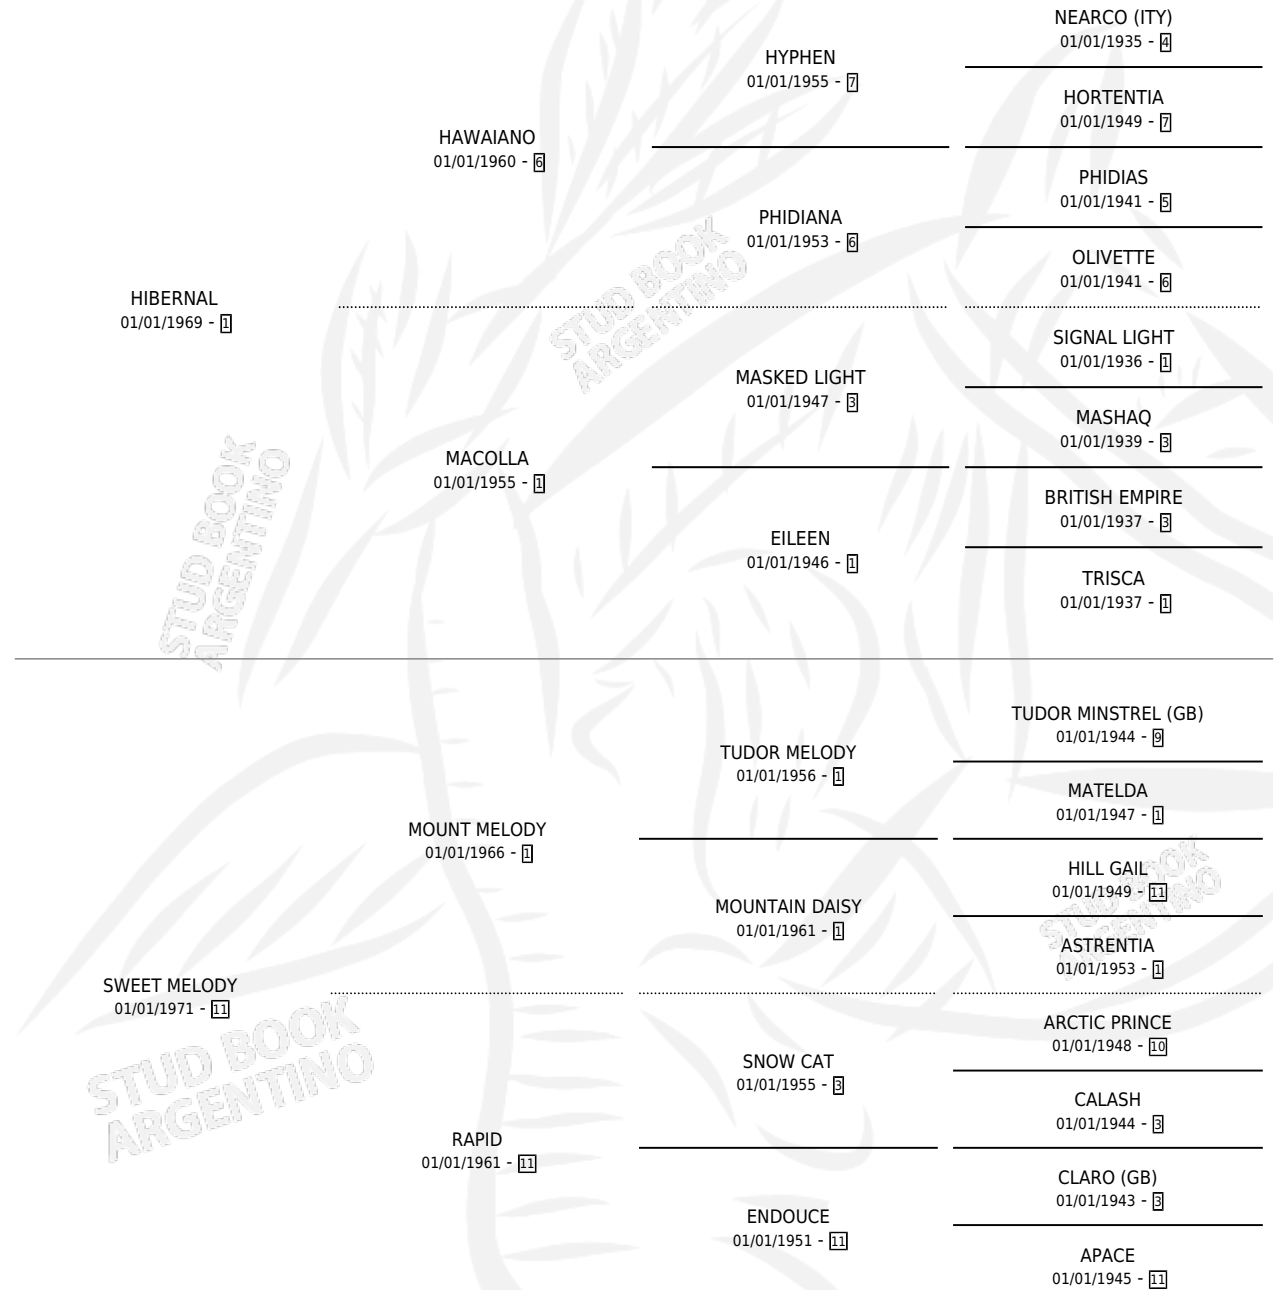 NEARCO (ITY)
01/01/1935 - 4
HYPHEN
01/01/1955 - 7
HORTENTIA
01/01/1949 - 7
HAWAIANO
01/01/1960 - 6
PHIDIAS
01/01/1941 - 5
PHIDIANA
01/01/1953 - 6
OLIVETTE
01/01/1941 - 6
HIBERNAL
01/01/1969 - 1
SIGNAL LIGHT
01/01/1936 - 1
MASKED LIGHT
01/01/1947 - 3
MASHAQ
01/01/1939 - 3
MACOLLA
01/01/1955 - 1
BRITISH EMPIRE
01/01/1937 - 3
EILEEN
01/01/1946 - 1
TRISCA
01/01/1937 - 1
STUD BOOK
ARGENTINO
STUD BOOK
ARGENTINO
TUDOR MINSTREL (GB)
01/01/1944 - 9
TUDOR MELODY
01/01/1956 - 1
MATELDA
01/01/1947 - 1
MOUNT MELODY
01/01/1966 - 1
HILL GAIL
01/01/1949 - 11
MOUNTAIN DAISY
01/01/1961 - 1
ASTRENTIA
01/01/1953 - 1
SWEET MELODY
01/01/1971 - 11
ARCTIC PRINCE
01/01/1948 - 10
SNOW CAT
01/01/1955 - 3
CALASH
01/01/1944 - 3
RAPID
01/01/1961 - 11
CLARO (GB)
01/01/1943 - 3
ENDOUCE
01/01/1951 - 11
APACE
01/01/1945 - 11
STUD BOOK
ARGENTINO
STUD BOOK
ARGENTINO